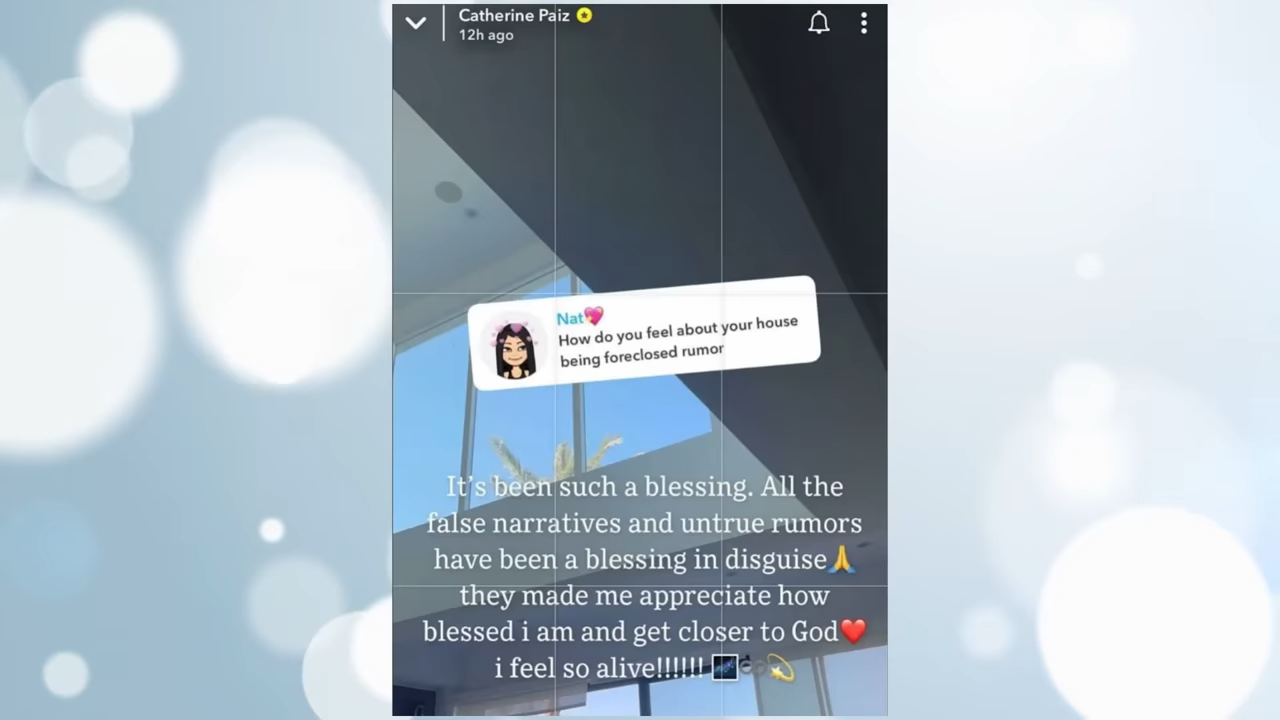 Catherine Paiz
12h ago
Nat💖
How do you feel about your house
being foreclosed rumor
It's been such a blessing. All the
false narratives and untrue rumors
have been a blessing in disguise🙏
they made me appreciate how
blessed i am and get closer to God❤️
i feel so alive!!!!!! 🌌♾💫